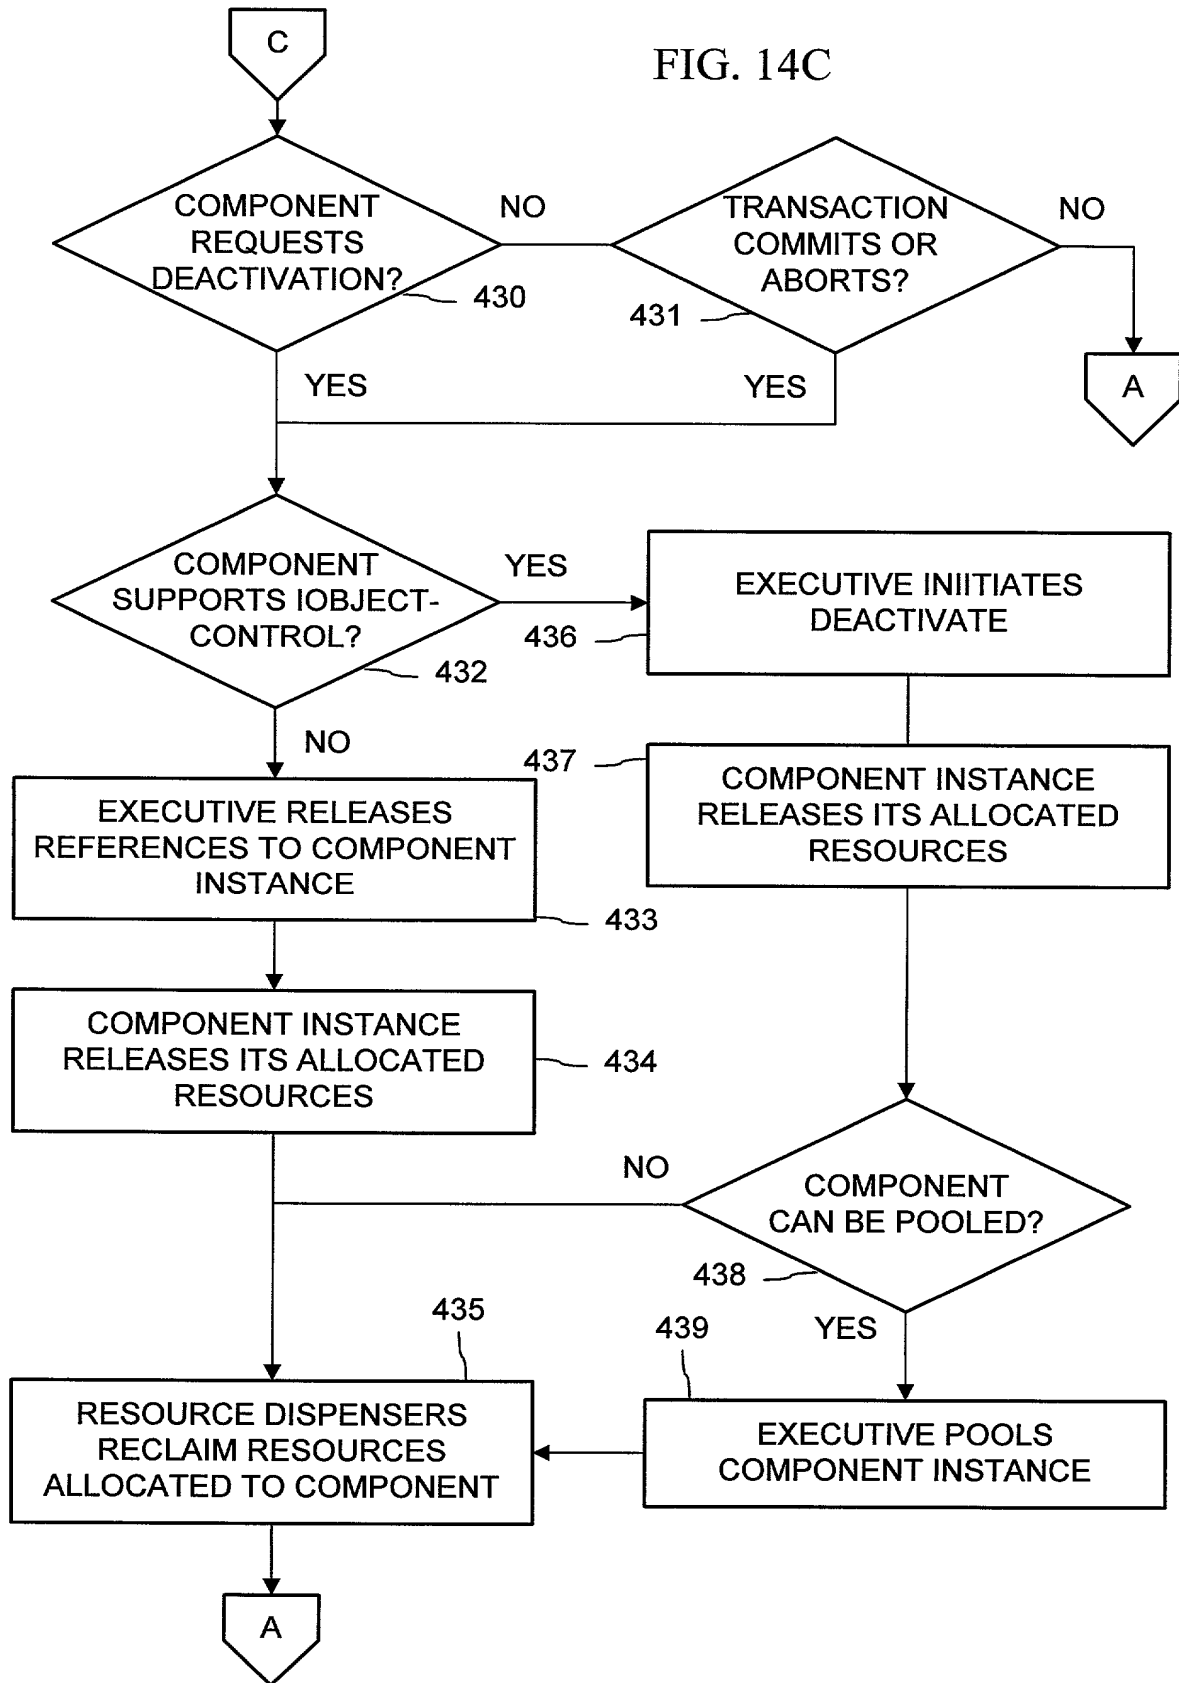 C
FIG. 14C
COMPONENT
REQUESTS
DEACTIVATION?
430
NO
TRANSACTION
COMMITS OR
ABORTS?
431
NO
YES
YES
A
COMPONENT
SUPPORTS IOBJECT-
CONTROL?
432
YES
EXECUTIVE INIITIATES
DEACTIVATE
436
NO
437
COMPONENT INSTANCE
RELEASES ITS ALLOCATED
RESOURCES
EXECUTIVE RELEASES
REFERENCES TO COMPONENT
INSTANCE
433
COMPONENT INSTANCE
RELEASES ITS ALLOCATED
RESOURCES
434
NO
COMPONENT
CAN BE POOLED?
438
YES
435
439
RESOURCE DISPENSERS
RECLAIM RESOURCES
ALLOCATED TO COMPONENT
EXECUTIVE POOLS
COMPONENT INSTANCE
A